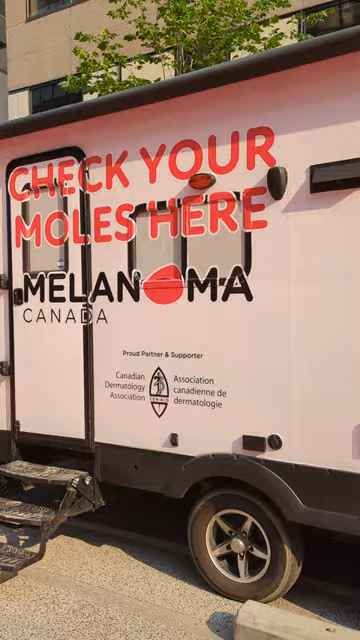 CHECK YOUR
MOLES HERE
MELANOMA
CANADA
Proud Partner & Supporter
Canadian
Dermatology
Association
Association
canadienne de
dermatologie